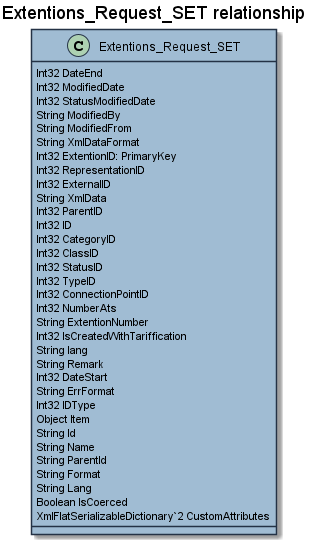 Extentions_Request_SET relationship
C Extentions_Request_SET
Int32 DateEnd
Int32 ModifiedDate
Int32 StatusModifiedDate
String ModifiedBy
String ModifiedFrom
String XmlDataFormat
Int32 ExtentionID: PrimaryKey
Int32 RepresentationID
Int32 ExternalID
String XmlData
Int32 ParentID
Int32 ID
Int32 CategoryID
Int32 ClassID
Int32 StatusID
Int32 TypeID
Int32 ConnectionPointID
Int32 NumberAts
String ExtentionNumber
Int32 IsCreatedWithTariffication
String lang
String Remark
Int32 DateStart
String ErrFormat
Int32 IDType
Object Item
String Id
String Name
String ParentId
String Format
String Lang
Boolean IsCoerced
XmlFlatSerializableDictionary`2 CustomAttributes